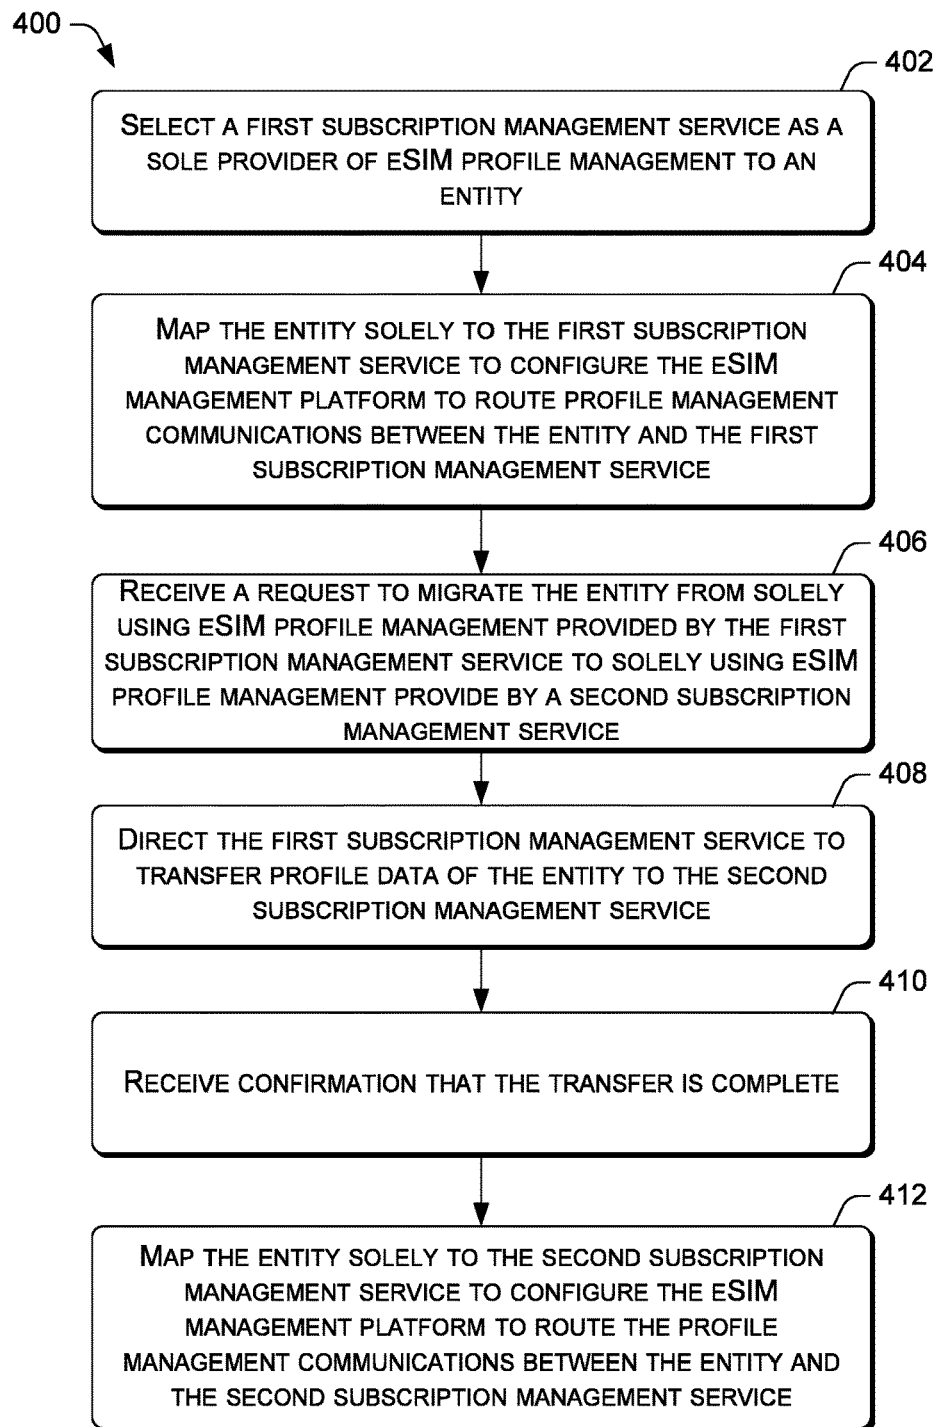 400
402
SELECT A FIRST SUBSCRIPTION MANAGEMENT SERVICE AS A
SOLE PROVIDER OF ESIM PROFILE MANAGEMENT TO AN
ENTITY
404
MAP THE ENTITY SOLELY TO THE FIRST SUBSCRIPTION
MANAGEMENT SERVICE TO CONFIGURE THE ESIM
MANAGEMENT PLATFORM TO ROUTE PROFILE MANAGEMENT
COMMUNICATIONS BETWEEN THE ENTITY AND THE FIRST
SUBSCRIPTION MANAGEMENT SERVICE
406
RECEIVE A REQUEST TO MIGRATE THE ENTITY FROM SOLELY
USING ESIM PROFILE MANAGEMENT PROVIDED BY THE FIRST
SUBSCRIPTION MANAGEMENT SERVICE TO SOLELY USING ESIM
PROFILE MANAGEMENT PROVIDE BY A SECOND SUBSCRIPTION
MANAGEMENT SERVICE
408
DIRECT THE FIRST SUBSCRIPTION MANAGEMENT SERVICE TO
TRANSFER PROFILE DATA OF THE ENTITY TO THE SECOND
SUBSCRIPTION MANAGEMENT SERVICE
410
RECEIVE CONFIRMATION THAT THE TRANSFER IS COMPLETE
412
MAP THE ENTITY SOLELY TO THE SECOND SUBSCRIPTION
MANAGEMENT SERVICE TO CONFIGURE THE ESIM
MANAGEMENT PLATFORM TO ROUTE THE PROFILE
MANAGEMENT COMMUNICATIONS BETWEEN THE ENTITY AND
THE SECOND SUBSCRIPTION MANAGEMENT SERVICE